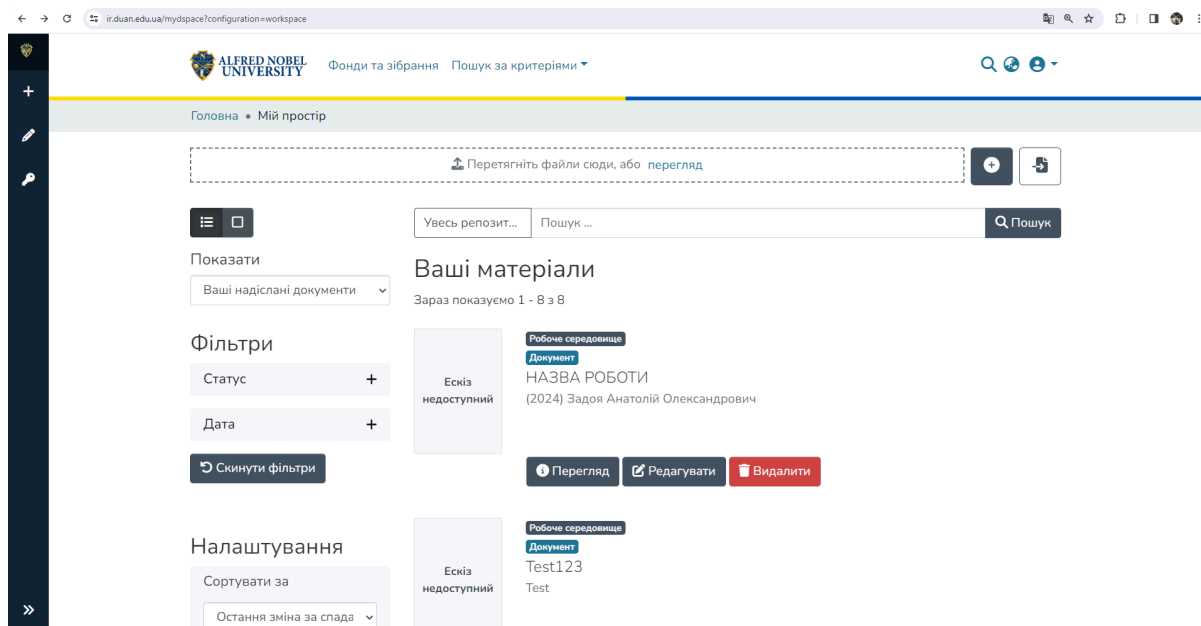 ir.duan.edu.ua/mydspace?configuration=workspace
ALFRED NOBEL
UNIVERSITY
Фонди та зібрання Пошук за критеріями
Головна • Мій простір
Перетягніть файли сюди, або перегляд
Увесь репозит... Пошук ... Пошук
Показати
Ваші надіслані документи
Ваші матеріали
Зараз показуємо 1 - 8 з 8
Фільтри
Статус +
Дата +
Скинути фільтри
Ескіз
недоступний
Робоче середовище
Документ
НАЗВА РОБОТИ
(2024) Задоя Анатолій Олександрович
Перегляд Редагувати Видалити
Налаштування
Сортувати за
Остання зміна за спада
Ескіз
недоступний
Робоче середовище
Документ
Test123
Test